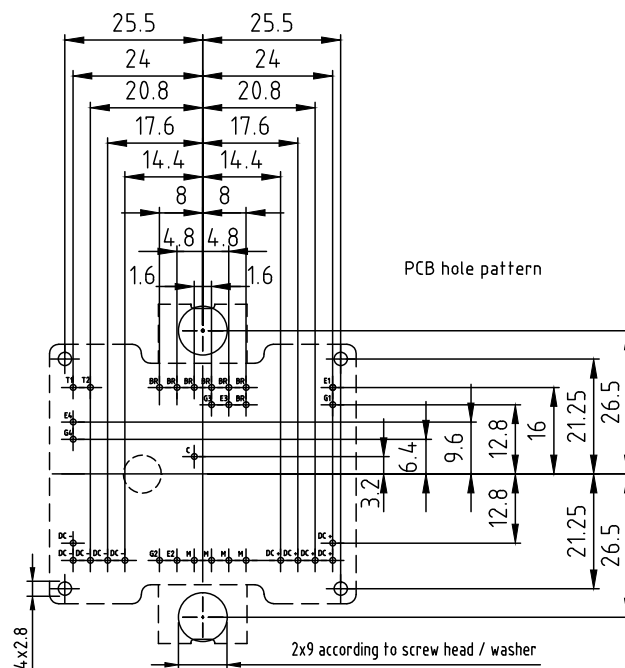 25.5 25.5
24 24
20.8 20.8
17.6 17.6
14.4 14.4
8 8
4.8 4.8
1.6 1.6
PCB hole pattern
T1 T2 BR BR BR BR BR BR E1
G3 E3 BR G1
E4
G4
C
3.2
6.4
9.6
12.8
16
21.25
26.5
12.8
21.25
26.5
DC - DC +
DC - DC - DC - DC - G2 E2 M M M M DC + DC + DC + DC +
4x2.8
2x9 according to screw head / washer